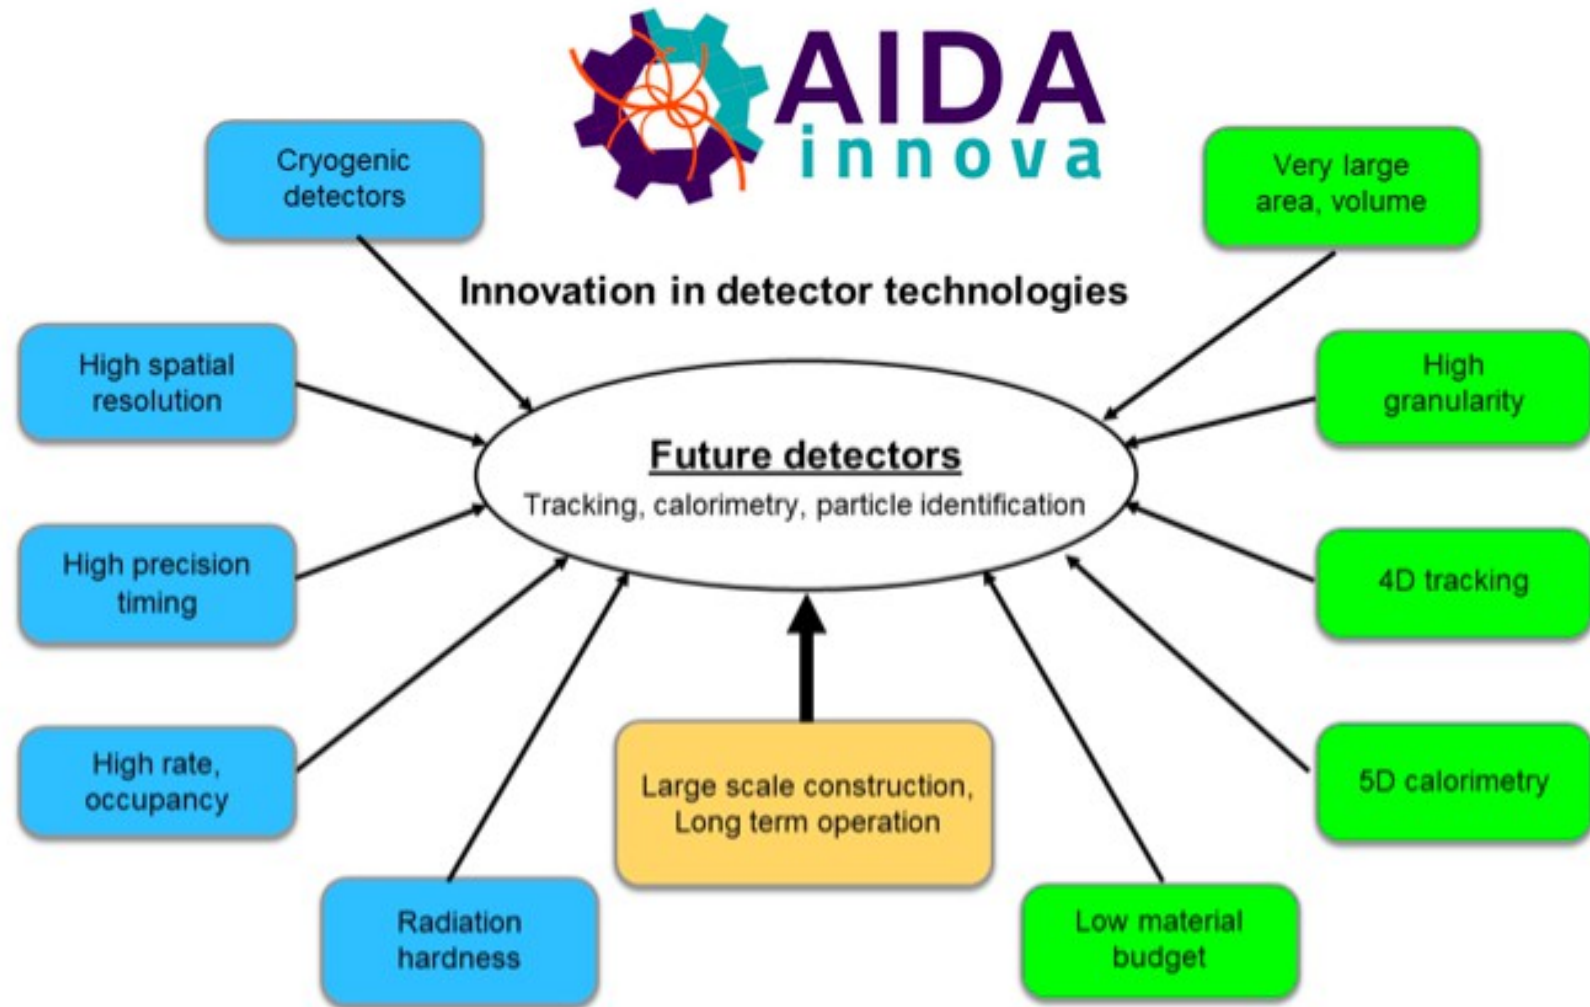 AIDA
innova
Cryogenic
detectors
Very large
area, volume
Innovation in detector technologies
High spatial
resolution
High
granularity
Future detectors
Tracking, calorimetry, particle identification
High precision
timing
4D tracking
High rate,
occupancy
Large scale construction,
Long term operation
5D calorimetry
Radiation
hardness
Low material
budget